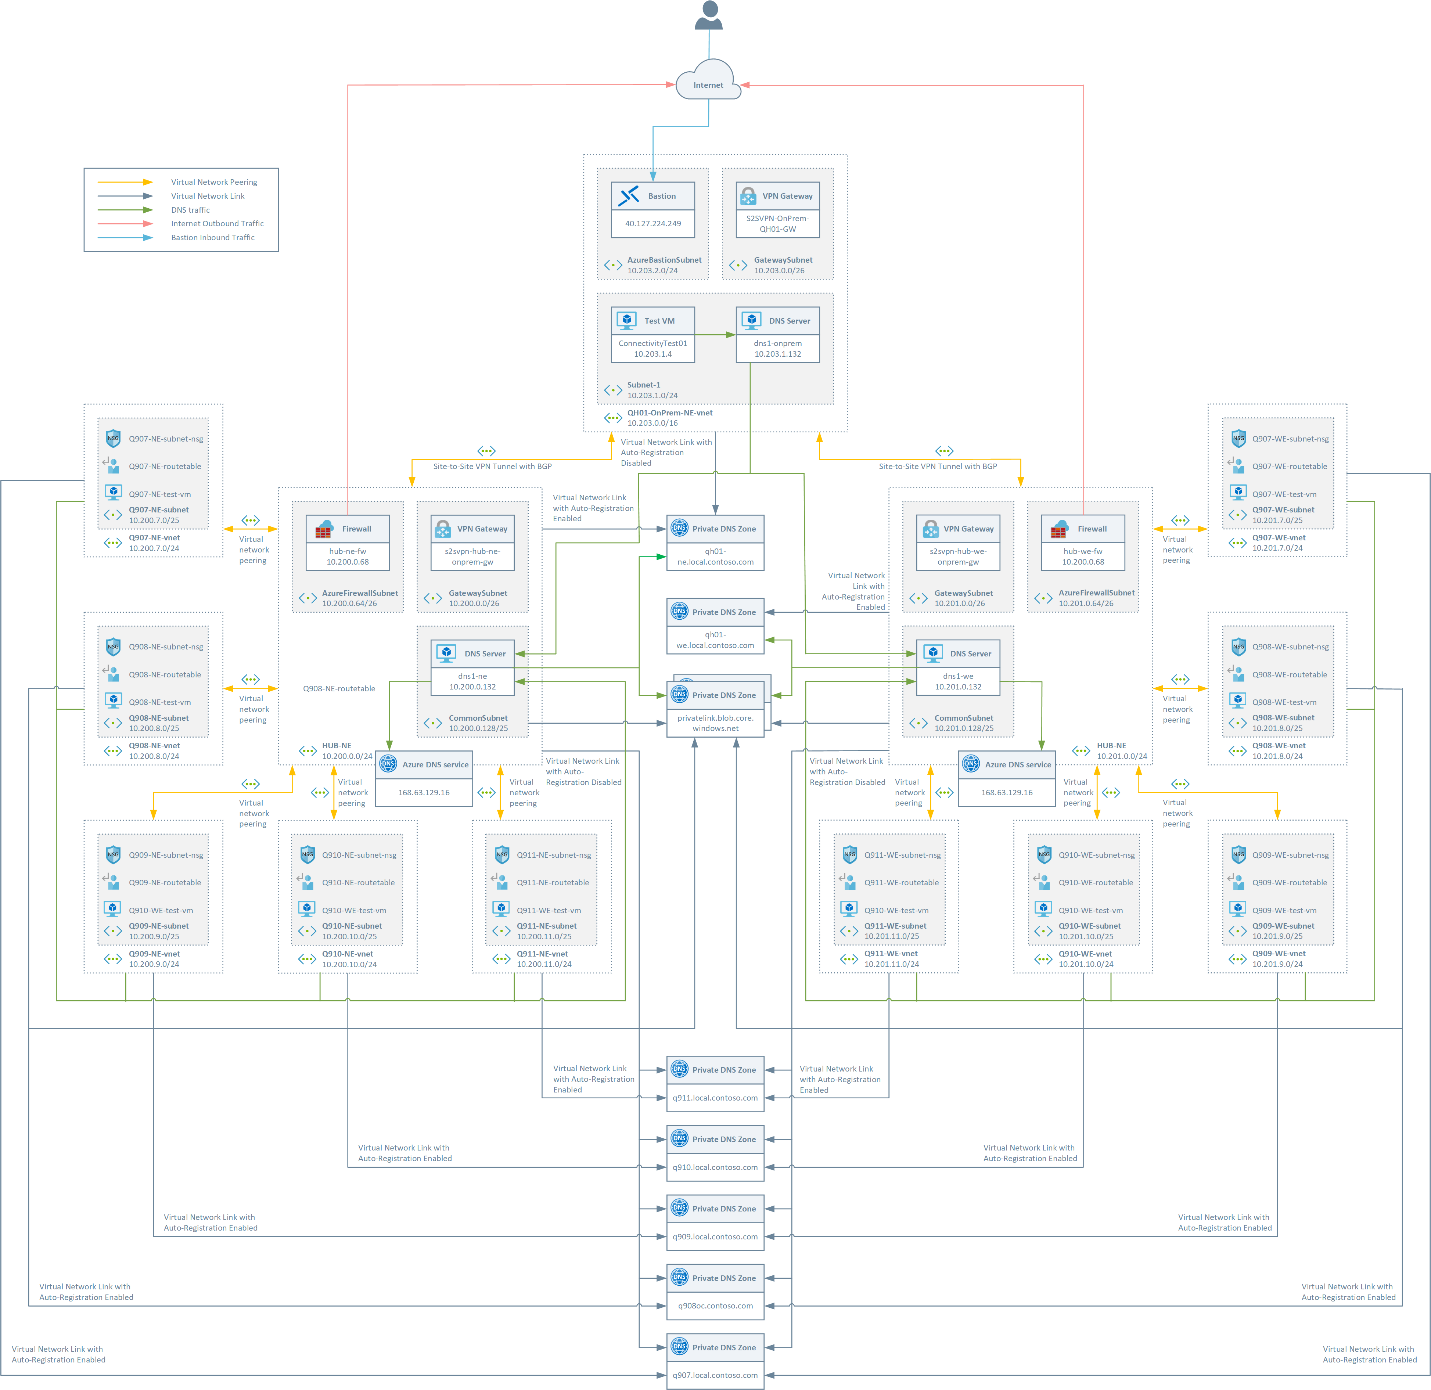 Internet
Virtual Network Peering
Virtual Network Link
DNS traffic
Internet Outbound Traffic
Bastion Inbound Traffic
Bastion
40.127.224.249
AzureBastionSubnet
10.203.2.0/24
VPN Gateway
S2SVPN-OnPrem-
QH01-GW
GatewaySubnet
10.203.0.0/26
Test VM
ConnectivityTest01
10.203.1.4
DNS Server
dns1-onprem
10.203.1.132
Subnet-1
10.203.1.0/24
QH01-OnPrem-NE-vnet
10.203.0.0/16
Site-to-Site VPN Tunnel with BGP
Virtual Network Link with
Auto-Registration
Disabled
Site-to-Site VPN Tunnel with BGP
Q907-NE-subnet-nsg
Q907-NE-routetable
Q907-NE-test-vm
Q907-NE-subnet
10.200.7.0/25
Q907-NE-vnet
10.200.7.0/24
Virtual
network
peering
Firewall
hub-ne-fw
10.200.0.68
AzureFirewallSubnet
10.200.0.64/26
VPN Gateway
s2svpn-hub-ne-
onprem-gw
GatewaySubnet
10.200.0.0/26
Virtual Network Link
with Auto-Registration
Enabled
Private DNS Zone
qh01-
ne.local.contoso.com
Virtual Network
Link with
Auto-Registration
Enabled
Private DNS Zone
qh01-
we.local.contoso.com
VPN Gateway
s2svpn-hub-we-
onprem-gw
GatewaySubnet
10.201.0.0/26
Firewall
hub-we-fw
10.200.0.68
AzureFirewallSubnet
10.201.0.64/26
Virtual
network
peering
Q907-WE-subnet-nsg
Q907-WE-routetable
Q907-WE-test-vm
Q907-WE-subnet
10.201.7.0/25
Q907-WE-vnet
10.201.7.0/24
Q908-NE-subnet-nsg
Q908-NE-routetable
Q908-NE-test-vm
Q908-NE-subnet
10.200.8.0/25
Q908-NE-vnet
10.200.8.0/24
Virtual
network
peering
Q908-NE-routetable
DNS Server
dns1-ne
10.200.0.132
CommonSubnet
10.200.0.128/25
HUB-NE
10.200.0.0/24
Azure DNS service
168.63.129.16
Private DNS Zone
privatelink.blob.core.
windows.net
Virtual Network Link
with Auto-
Registration Disabled
Virtual Network Link
with Auto-
Registration Disabled
DNS Server
dns1-we
10.201.0.132
CommonSubnet
10.201.0.128/25
HUB-NE
10.201.0.0/24
Azure DNS service
168.63.129.16
Virtual
network
peering
Q908-WE-subnet-nsg
Q908-WE-routetable
Q908-WE-test-vm
Q908-WE-subnet
10.201.8.0/25
Q908-WE-vnet
10.201.8.0/24
Virtual
network
peering
Virtual
network
peering
Virtual
network
peering
Virtual
network
peering
Virtual
network
peering
Virtual
network
peering
Q909-NE-subnet-nsg
Q909-NE-routetable
Q910-WE-test-vm
Q909-NE-subnet
10.200.9.0/25
Q909-NE-vnet
10.200.9.0/24
Q910-NE-subnet-nsg
Q910-NE-routetable
Q910-WE-test-vm
Q910-NE-subnet
10.200.10.0/25
Q910-NE-vnet
10.200.10.0/24
Q911-NE-subnet-nsg
Q911-NE-routetable
Q911-WE-test-vm
Q911-NE-subnet
10.200.11.0/25
Q911-NE-vnet
10.200.11.0/24
Q911-WE-subnet-nsg
Q911-WE-routetable
Q910-WE-test-vm
Q911-WE-subnet
10.201.11.0/25
Q911-WE-vnet
10.201.11.0/24
Q910-WE-subnet-nsg
Q910-WE-routetable
Q910-WE-test-vm
Q910-WE-subnet
10.201.10.0/25
Q910-WE-vnet
10.201.10.0/24
Q909-WE-subnet-nsg
Q909-WE-routetable
Q909-WE-test-vm
Q909-WE-subnet
10.201.9.0/25
Q909-WE-vnet
10.201.9.0/24
Virtual Network Link
with Auto-Registration
Enabled
Private DNS Zone
q911.local.contoso.com
Virtual Network Link
with Auto-Registration
Enabled
Virtual Network Link with
Auto-Registration Enabled
Private DNS Zone
q910.local.contoso.com
Virtual Network Link with
Auto-Registration Enabled
Virtual Network Link with
Auto-Registration Enabled
Private DNS Zone
q909.local.contoso.com
Virtual Network Link with
Auto-Registration Enabled
Virtual Network Link with
Auto-Registration Enabled
Private DNS Zone
q908oc.contoso.com
Virtual Network Link with
Auto-Registration Enabled
Virtual Network Link with
Auto-Registration Enabled
Private DNS Zone
q907.local.contoso.com
Virtual Network Link with
Auto-Registration Enabled